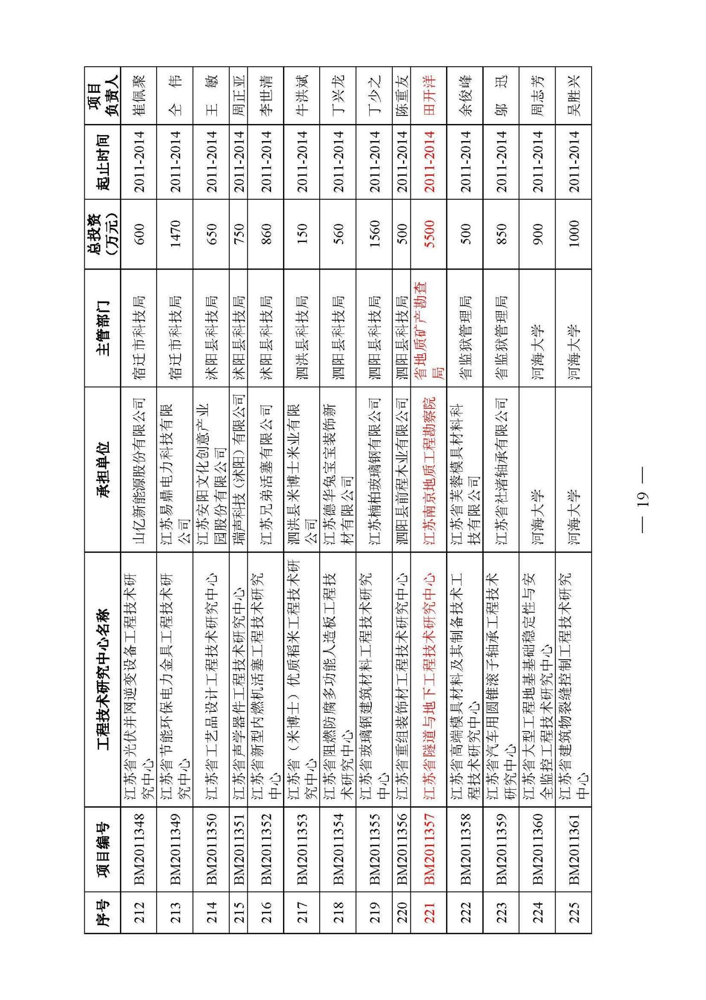 序号 项目编号 工程技术研究中心名称 承担单位 主管部门 总投资（万元） 起止时间 项目负责人
212 BM2011348 江苏省光伏并网逆变设备工程技术研究中心 山亿新能源股份有限公司 宿迁市科技局 600 2011-2014 崔佩聚
213 BM2011349 江苏省节能环保电力金具工程技术研究中心 江苏易鼎电力科技有限公司 宿迁市科技局 1470 2011-2014 仝 伟
214 BM2011350 江苏省工艺品设计工程技术研究中心 江苏安阳文化创意产业园股份有限公司 沭阳县科技局 650 2011-2014 王 敏
215 BM2011351 江苏省声学器件工程技术研究中心 瑞声科技（沭阳）有限公司 沭阳县科技局 750 2011-2014 周正亚
216 BM2011352 江苏省新型内燃机活塞工程技术研究中心 江苏兄弟活塞有限公司 沭阳县科技局 860 2011-2014 李世清
217 BM2011353 江苏省（米博士）优质稻米工程技术研究中心 泗洪县米博士米业有限公司 泗洪县科技局 150 2011-2014 牛洪斌
218 BM2011354 江苏省阻燃防腐多功能人造板工程技术研究中心 江苏德华兔宝宝装饰新材有限公司 泗阳县科技局 560 2011-2014 丁兴龙
219 BM2011355 江苏省玻璃钢建筑材料工程技术研究中心 江苏楠柏玻璃钢有限公司 泗阳县科技局 1560 2011-2014 丁少之
220 BM2011356 江苏省重组装饰材工程技术研究中心 泗阳县前程木业有限公司 泗阳县科技局 500 2011-2014 陈重友
221 BM2011357 江苏省隧道与地下工程技术研究中心 江苏南京地质工程勘察院 省地质矿产勘查局 5500 2011-2014 田开洋
222 BM2011358 江苏省高端模具材料及其制备技术工程技术研究中心 江苏省芙蓉模具材料科技有限公司 省监狱管理局 500 2011-2014 余俊峰
223 BM2011359 江苏省汽车用圆锥滚子轴承工程技术研究中心 江苏省社渚轴承有限公司 省监狱管理局 850 2011-2014 邬 迅
224 BM2011360 江苏省大型工程地基基础稳定性与安全监控工程技术研究中心 河海大学 河海大学 900 2011-2014 周志芳
225 BM2011361 江苏省建筑物裂缝控制工程技术研究中心 河海大学 河海大学 1000 2011-2014 吴胜兴
— 19 —